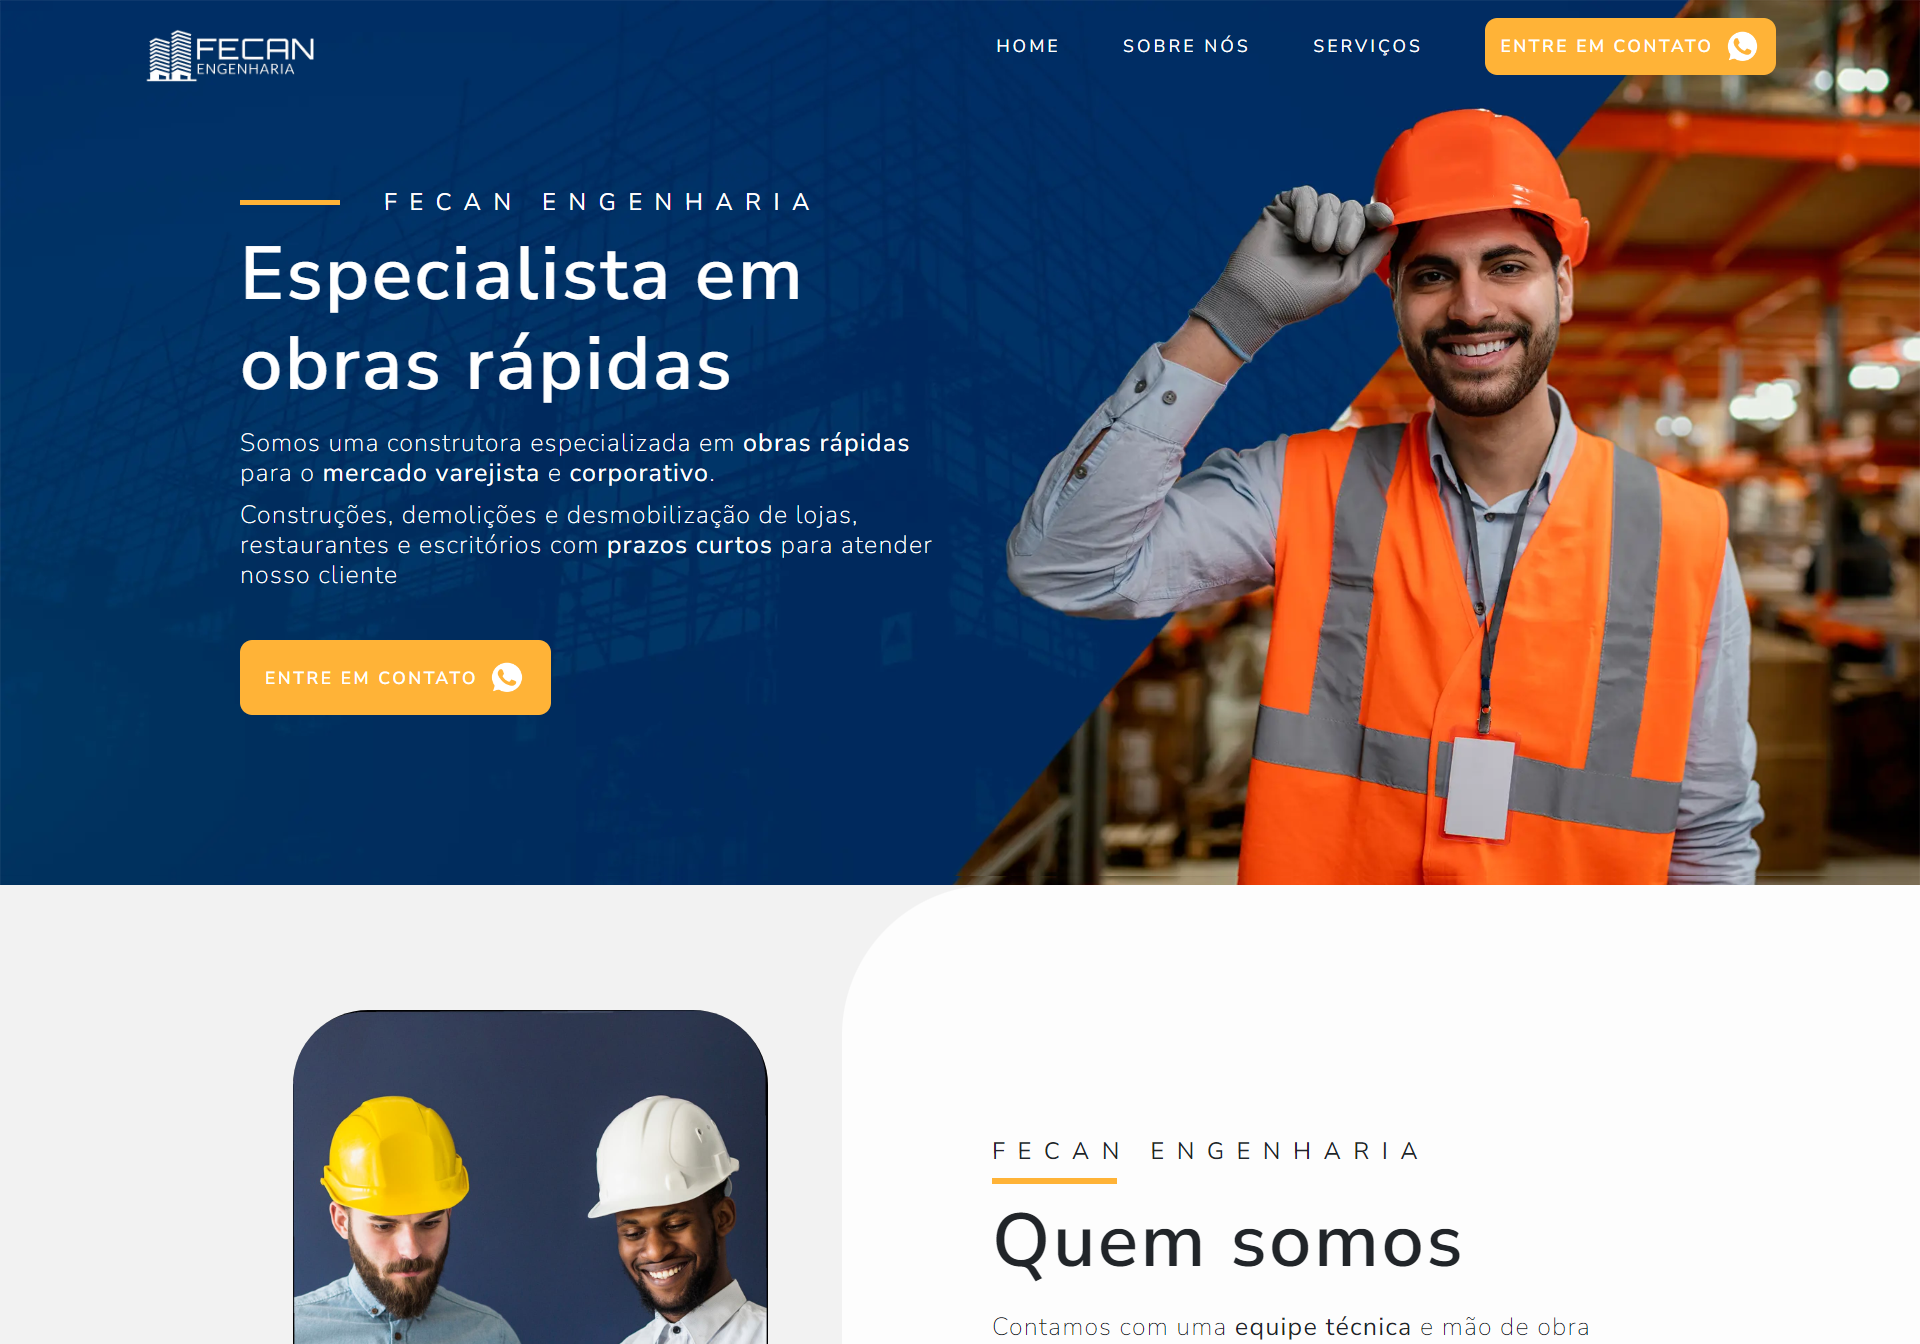 FECAN
ENGENHARIA
HOME
SOBRE NÓS
SERVIÇOS
ENTRE EM CONTATO
FECAN ENGENHARIA
Especialista em
obras rápidas
Somos uma construtora especializada em obras rápidas
para o mercado varejista e corporativo.
Construções, demolições e desmobilização de lojas,
restaurantes e escritórios com prazos curtos para atender
nosso cliente
ENTRE EM CONTATO
FECAN ENGENHARIA
Quem somos
Contamos com uma equipe técnica e mão de obra